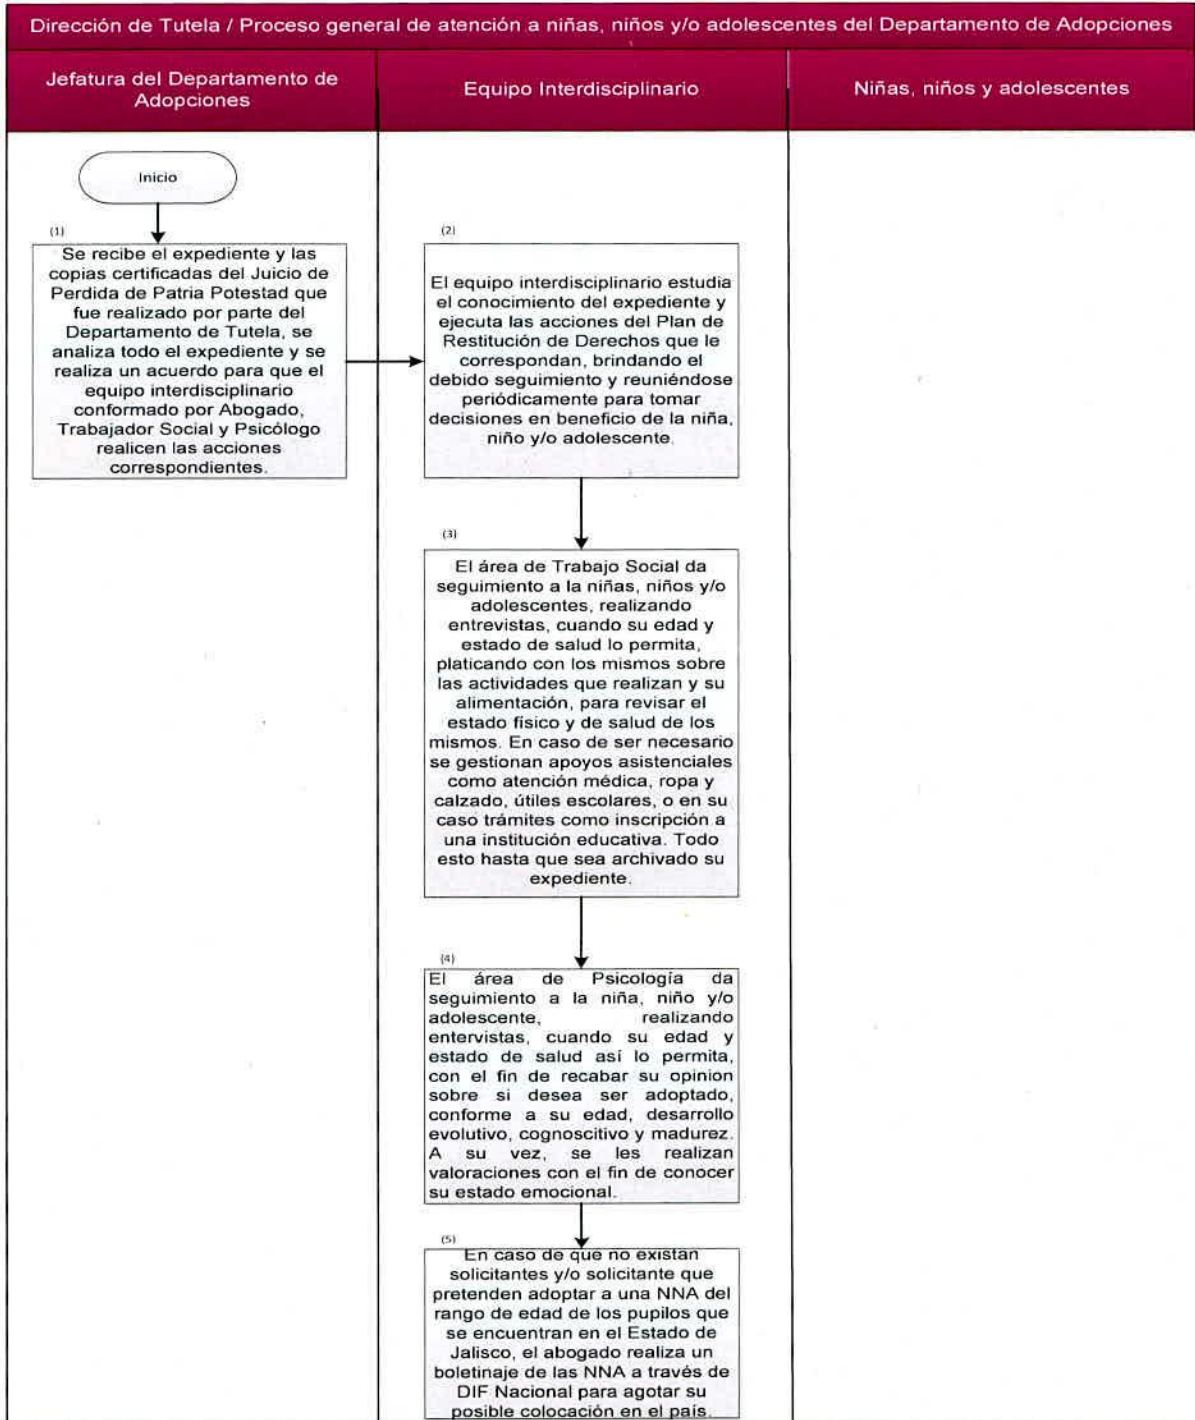 Dirección de Tutela / Proceso general de atención a niñas, niños y/o adolescentes del Departamento de Adopciones
Jefatura del Departamento de
Adopciones
Equipo Interdisciplinario
Niñas, niños y adolescentes
Inicio
(1)
Se recibe el expediente y las
copias certificadas del Juicio de
Perdida de Patria Potestad que
fue realizado por parte del
Departamento de Tutela, se
analiza todo el expediente y se
realiza un acuerdo para que el
equipo interdisciplinario
conformado por Abogado,
Trabajador Social y Psicólogo
realicen las acciones
correspondientes.
(2)
El equipo interdisciplinario estudia
el conocimiento del expediente y
ejecuta las acciones del Plan de
Restitución de Derechos que le
correspondan, brindando el
debido seguimiento y reuniéndose
periódicamente para tomar
decisiones en beneficio de la niña,
niño y/o adolescente.
(3)
El área de Trabajo Social da
seguimiento a la niñas, niños y/o
adolescentes, realizando
entrevistas, cuando su edad y
estado de salud lo permita,
platicando con los mismos sobre
las actividades que realizan y su
alimentación, para revisar el
estado físico y de salud de los
mismos. En caso de ser necesario
se gestionan apoyos asistenciales
como atención médica, ropa y
calzado, útiles escolares, o en su
caso trámites como inscripción a
una institución educativa. Todo
esto hasta que sea archivado su
expediente.
(4)
El área de Psicología da
seguimiento a la niña, niño y/o
adolescente, realizando
entervistas, cuando su edad y
estado de salud así lo permita,
con el fin de recabar su opinion
sobre si desea ser adoptado,
conforme a su edad, desarrollo
evolutivo, cognoscitivo y madurez.
A su vez, se les realizan
valoraciones con el fin de conocer
su estado emocional.
(5)
En caso de que no existan
solicitantes y/o solicitante que
pretenden adoptar a una NNA del
rango de edad de los pupilos que
se encuentran en el Estado de
Jalisco, el abogado realiza un
boletinaje de las NNA a través de
DIF Nacional para agotar su
posible colocación en el país.